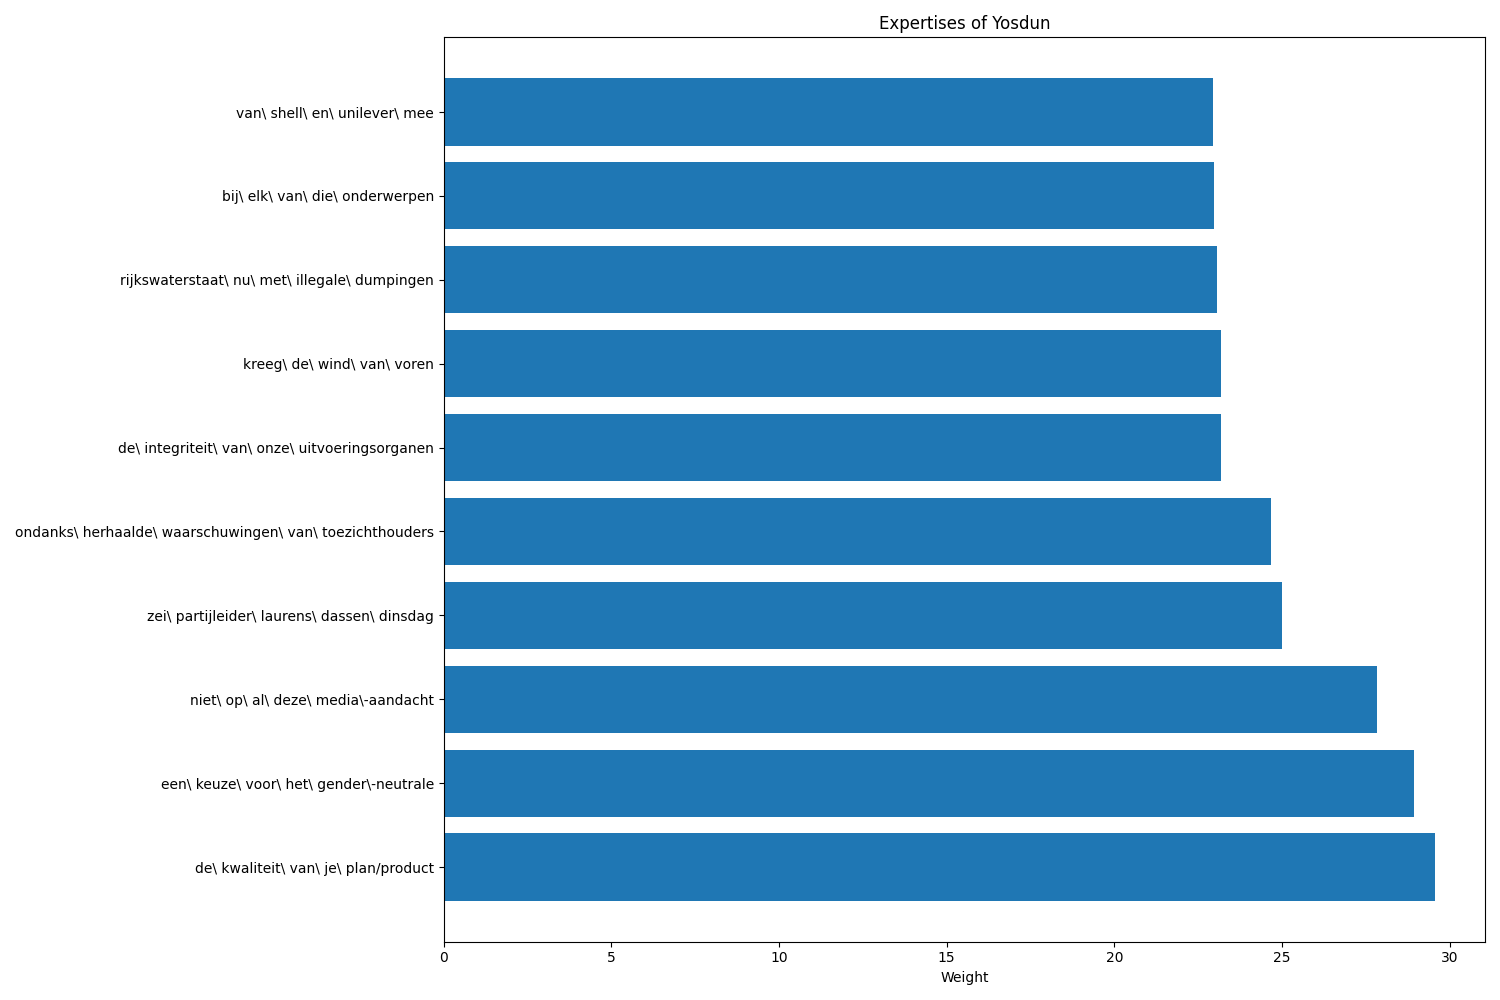 Expertises of Yosdun
van\ shell\ en\ unilever\ mee
bij\ elk\ van\ die\ onderwerpen
rijkswaterstaat\ nu\ met\ illegale\ dumpingen
kreeg\ de\ wind\ van\ voren
de\ integriteit\ van\ onze\ uitvoeringsorganen
ondanks\ herhaalde\ waarschuwingen\ van\ toezichthouders
zei\ partijleider\ laurens\ dassen\ dinsdag
niet\ op\ al\ deze\ media\-aandacht
een\ keuze\ voor\ het\ gender\-neutrale
de\ kwaliteit\ van\ je\ plan/product
0 5 10 15 20 25 30
Weight